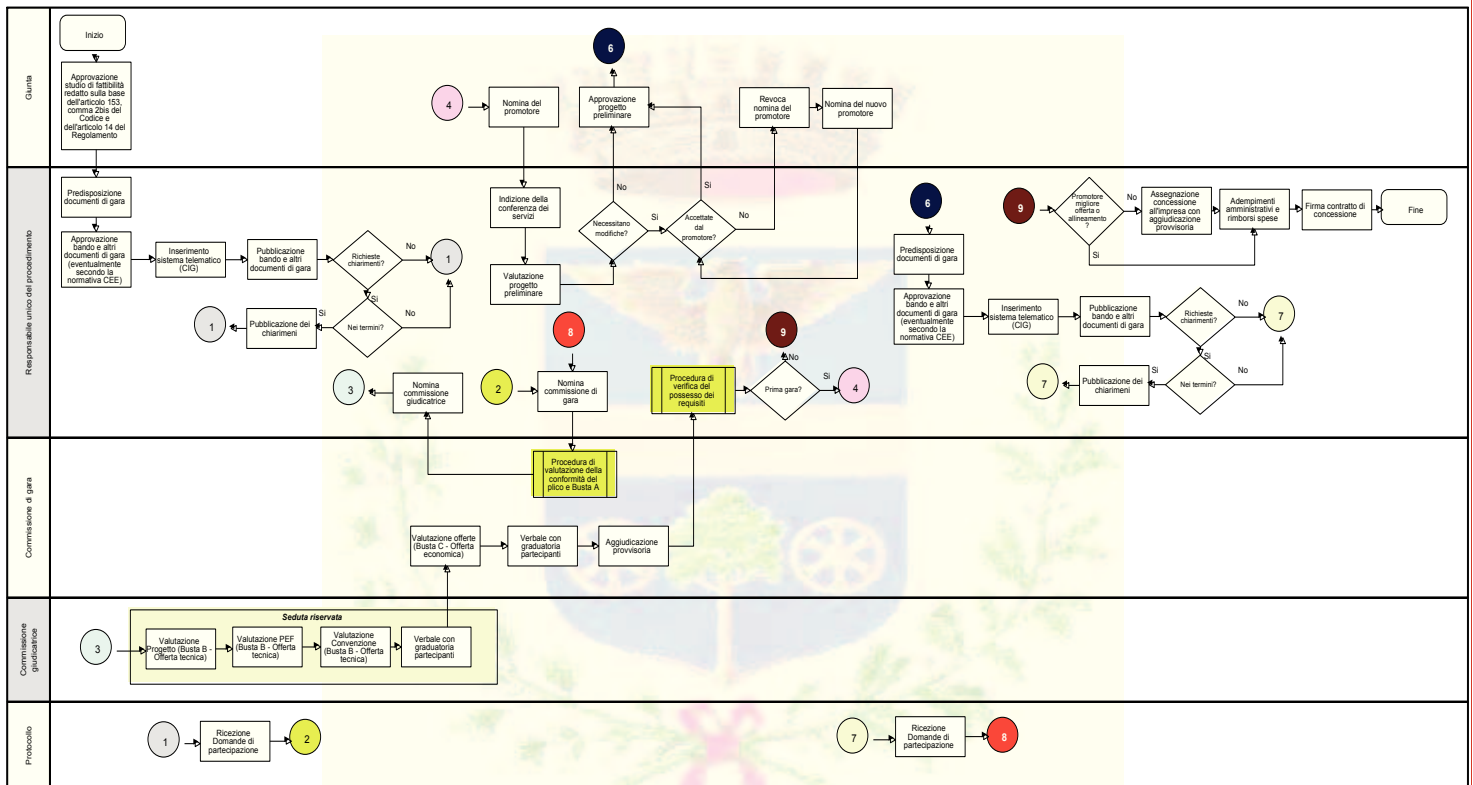 Giunta
Inizio
Approvazione
studio di fattibilità
redatto sulla base
dell'articolo 153,
comma 2bis del
Codice e
dell'articolo 14 del
Regolamento
4
Nomina del
promotore
6
Approvazione
progetto
preliminare
Revoca
nomina del
promotore
Nomina del nuovo
promotore
Responsabile unico del procedimento
Predisposizione
documenti di gara
Approvazione
bando e altri
documenti di gara
(eventualmente
secondo la
normativa CEE)
Inserimento
sistema telematico
(CIG)
Pubblicazione
bando e altri
documenti di gara
Richieste
chiarimenti?
No
1
Si
Nei termini?
No
Si
Pubblicazione dei
chiarimeni
1
Indizione della
conferenza dei
servizi
Valutazione
progetto
preliminare
Necessitano
modifiche?
No
Si
Accettate
dal
promotore?
Si
No
6
Predisposizione
documenti di gara
Approvazione
bando e altri
documenti di gara
(eventualmente
secondo la
normativa CEE)
Inserimento
sistema telematico
(CIG)
Pubblicazione
bando e altri
documenti di gara
Richieste
chiarimenti?
No
7
Si
Nei termini?
No
Si
Pubblicazione dei
chiarimenti
7
9
Promotore
migliore
offerta o
allineamento
?
No
Si
Assegnazione
concessione
all'impresa con
aggiudicazione
provvisoria
Adempimenti
amministrativi e
rimborsi spese
Firma contratto di
concessione
Fine
3
Nomina
commissione
giudicatrice
2
8
Nomina
commissione di
gara
Procedura di
verifica del
possesso dei
requisiti
9
No
Prima gara?
Si
4
Commissione di gara
Procedura di
valutazione della
conformità del
plico e Busta A
Valutazione offerte
(Busta C - Offerta
economica)
Verbale con
graduatoria
partecipanti
Aggiudicazione
provvisoria
Commissione
giudicatrice
3
Seduta riservata
Valutazione
Progetto (Busta B -
Offerta tecnica)
Valutazione PEF
(Busta B - Offerta
tecnica)
Valutazione
Convenzione
(Busta B - Offerta
tecnica)
Verbale con
graduatoria
partecipanti
Protocollo
1
Ricezione
Domande di
partecipazione
2
7
Ricezione
Domande di
partecipazione
8